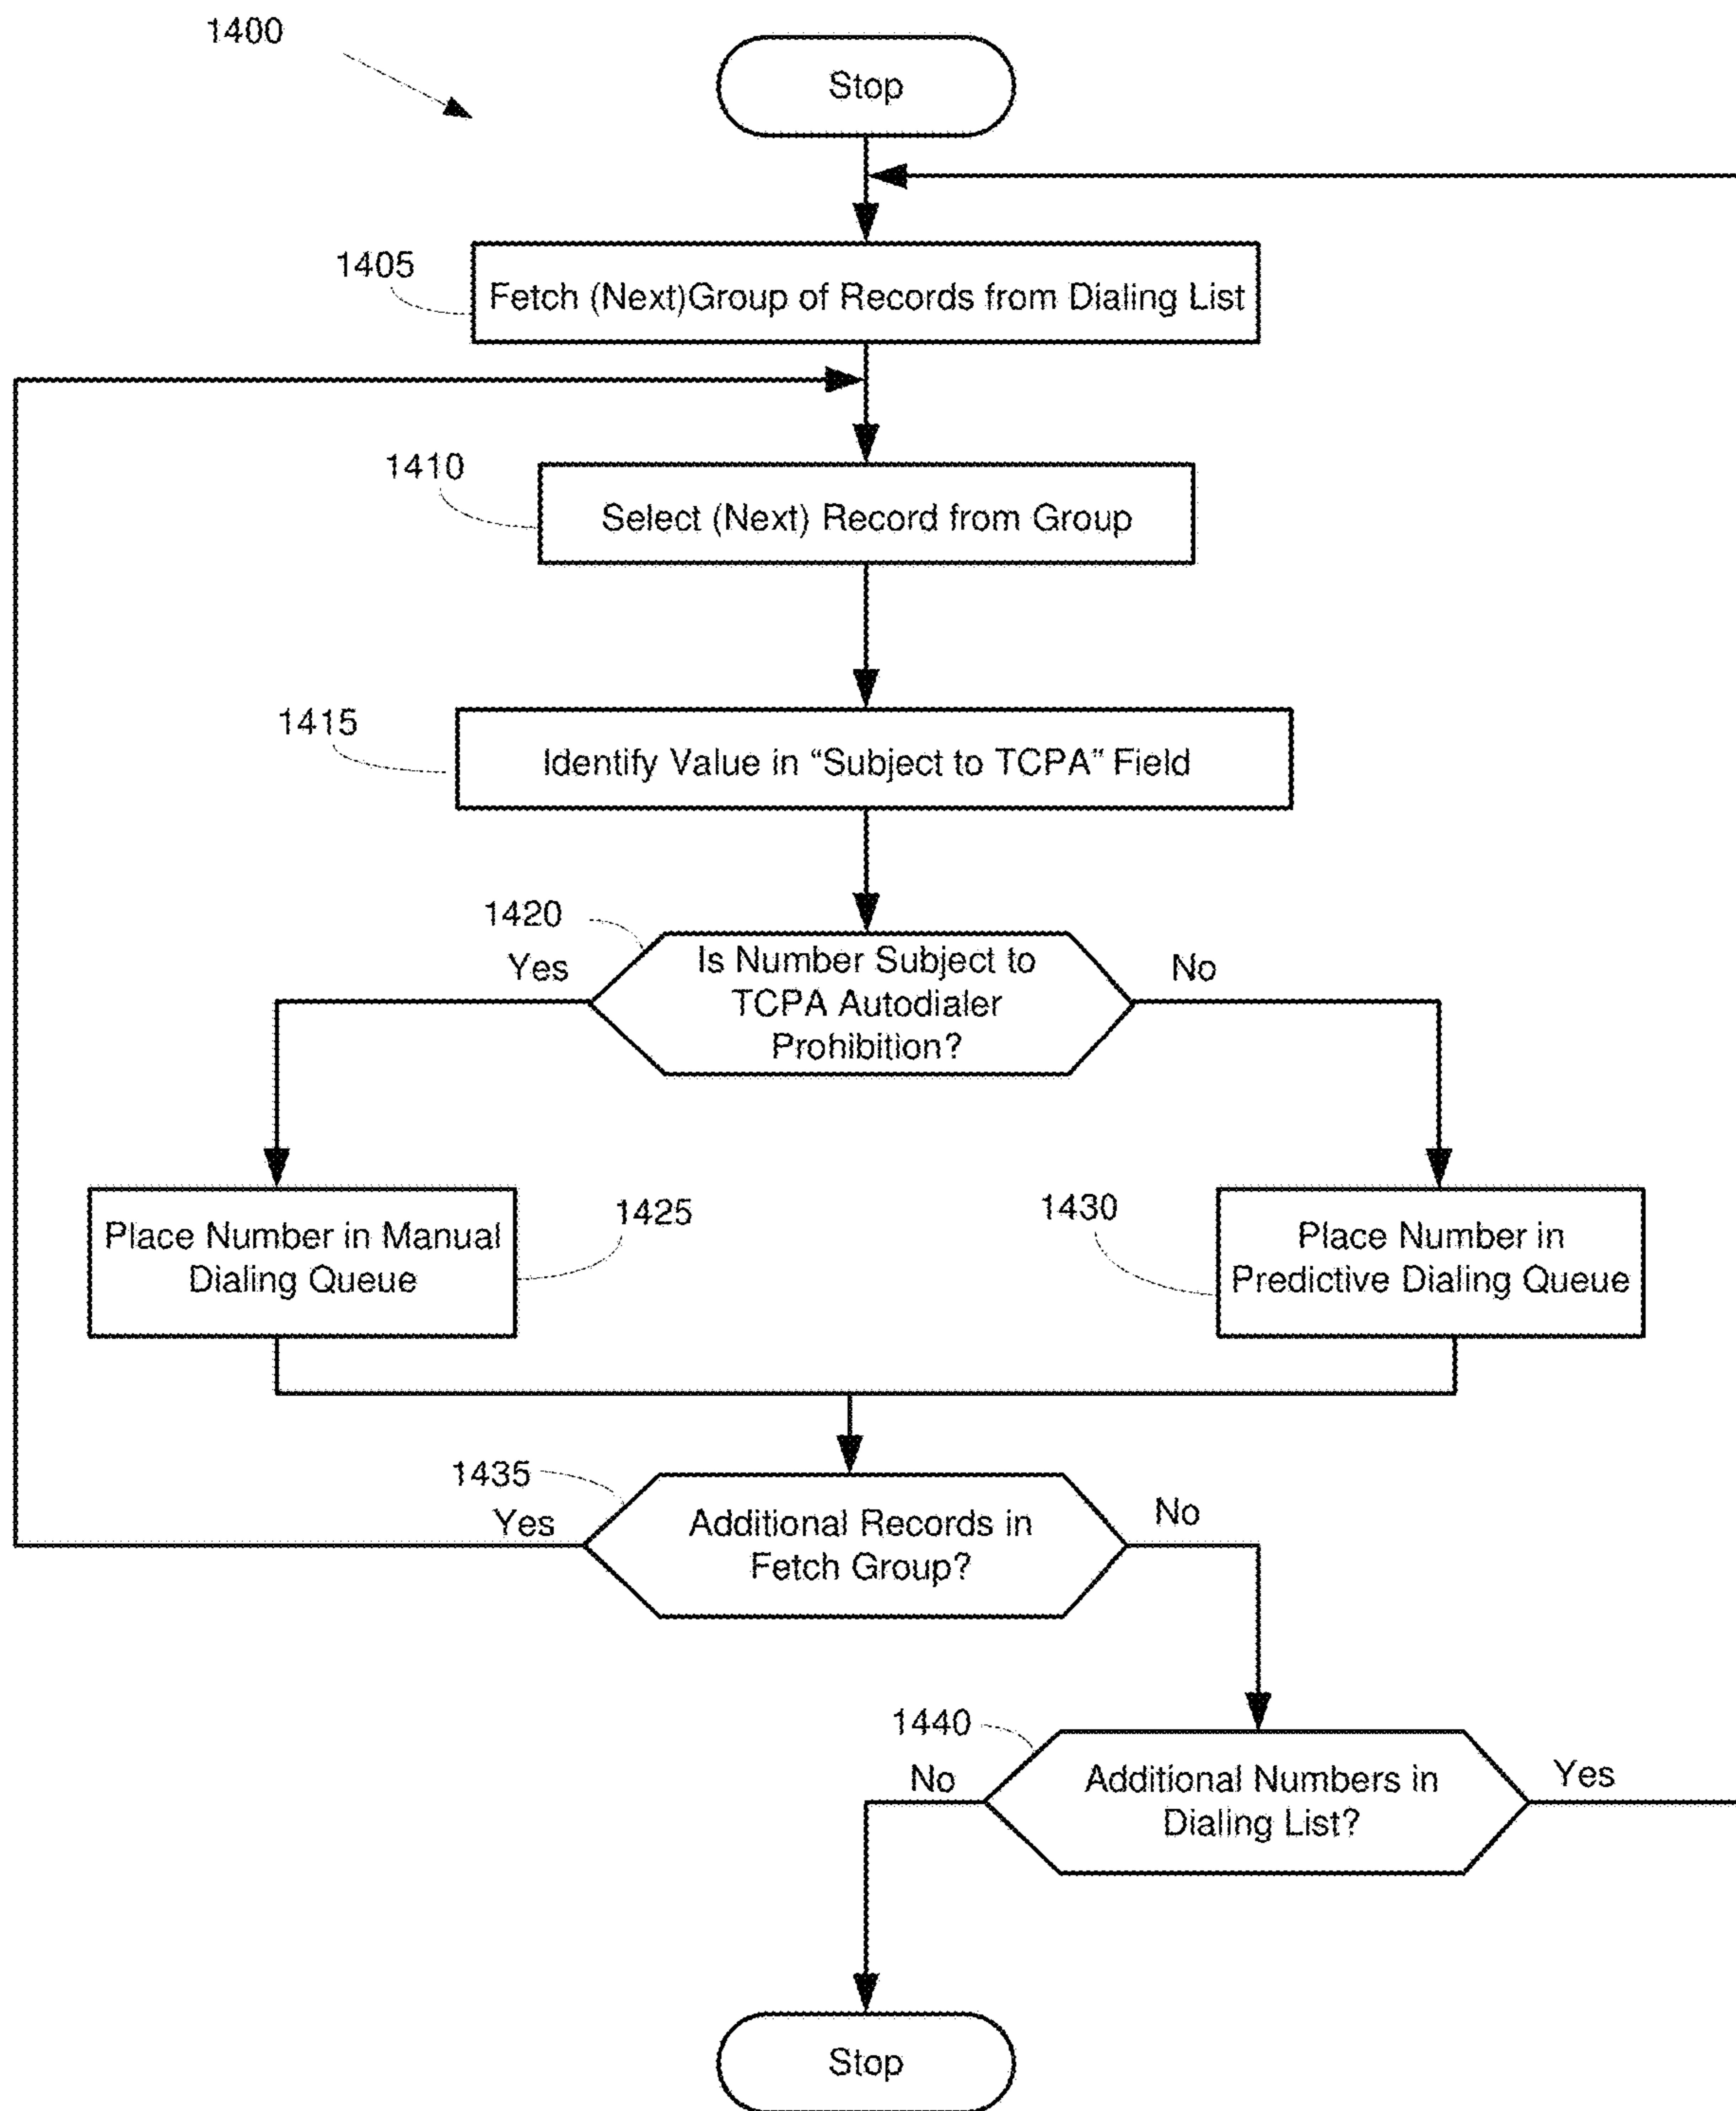 1400
Stop
1405
Fetch (Next)Group of Records from Dialing List
1410
Select (Next) Record from Group
1415
Identify Value in “Subject to TCPA” Field
1420
Yes
Is Number Subject to
TCPA Autodialer
Prohibition?
No
Place Number in Manual
Dialing Queue
1425
1430
Place Number in
Predictive Dialing Queue
1435
Yes
Additional Records in
Fetch Group?
No
1440
No
Additional Numbers in
Dialing List?
Yes
Stop